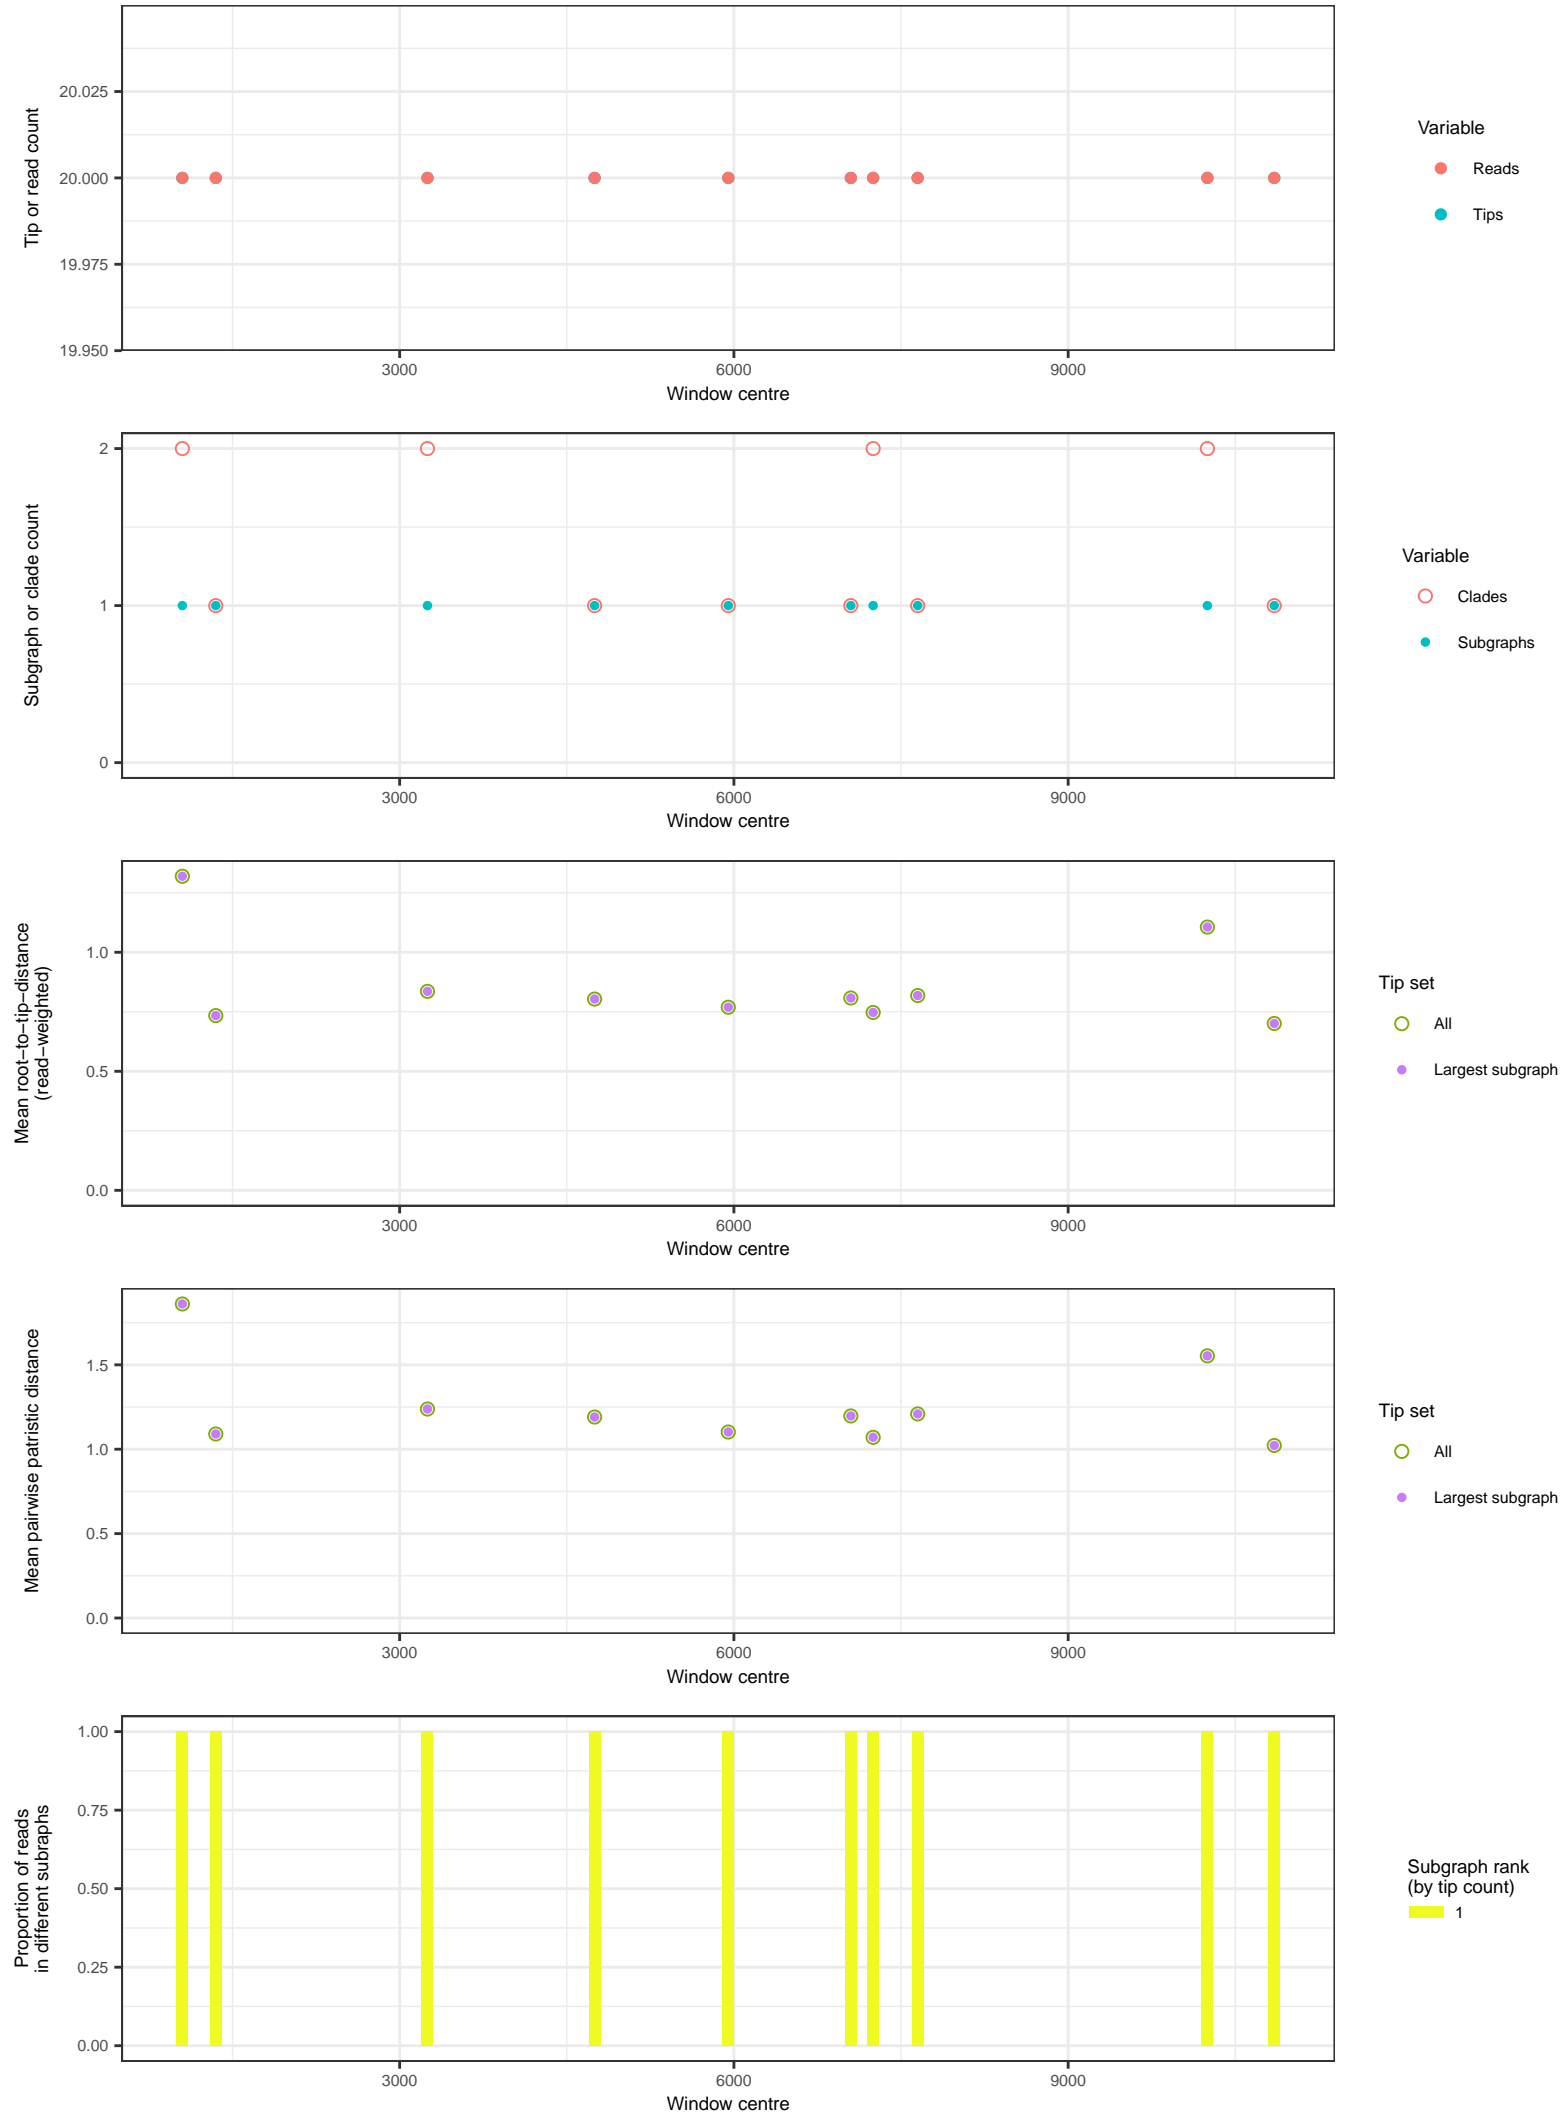 Tip or read count
20.025
20.000
19.975
19.950
3000
6000
9000
Window centre
Variable
Reads
Tips
Subgraph or clade count
2
1
0
3000
6000
9000
Window centre
Variable
Clades
Subgraphs
Mean root−to−tip−distance
(read−weighted)
1.0
0.5
0.0
3000
6000
9000
Window centre
Tip set
All
Largest subgraph
Mean pairwise patristic distance
1.5
1.0
0.5
0.0
3000
6000
9000
Window centre
Tip set
All
Largest subgraph
Proportion of reads
in different subraphs
1.00
0.75
0.50
0.25
0.00
3000
6000
9000
Window centre
Subgraph rank
(by tip count)
1